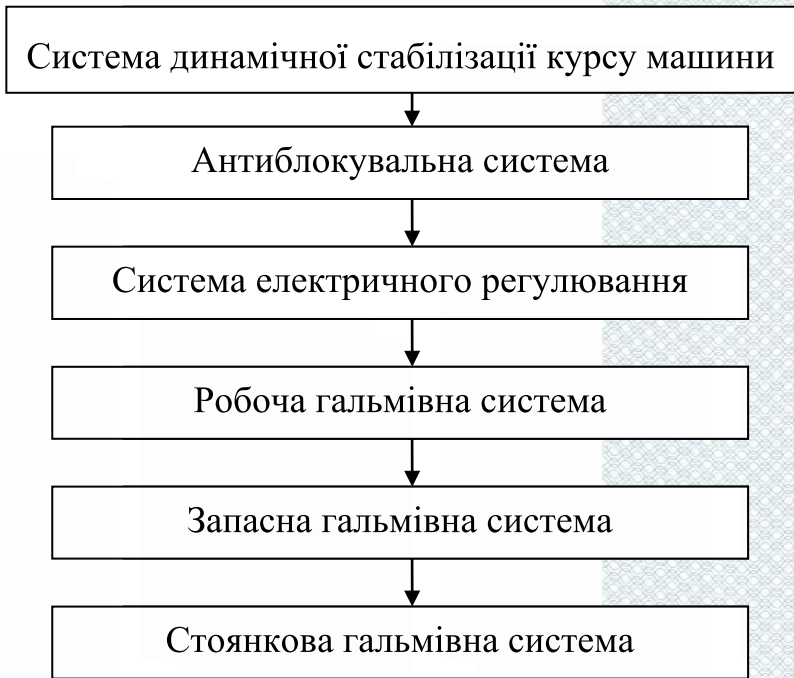 Система динамічної стабілізації курсу машини
Антиблокувальна система
Система електричного регулювання
Робоча гальмівна система
Запасна гальмівна система
Стоянкова гальмівна система